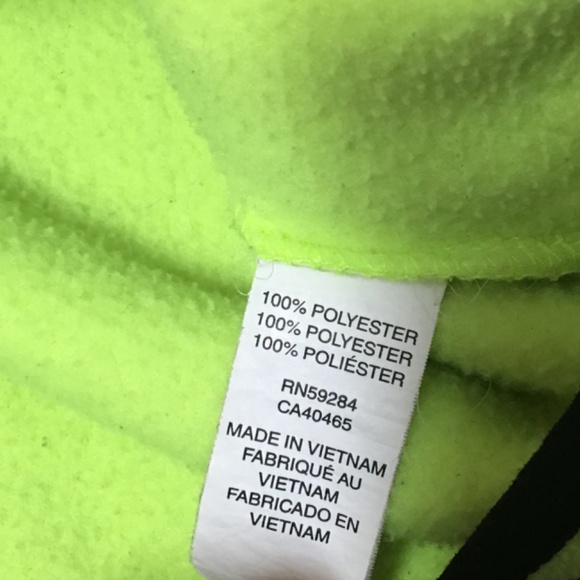 100% POLYESTER
100% POLYESTER
100% POLIÉSTER
RN59284
CA40465
MADE IN VIETNAM
FABRIQUÉ AU
VIETNAM
FABRICADO EN
VIETNAM